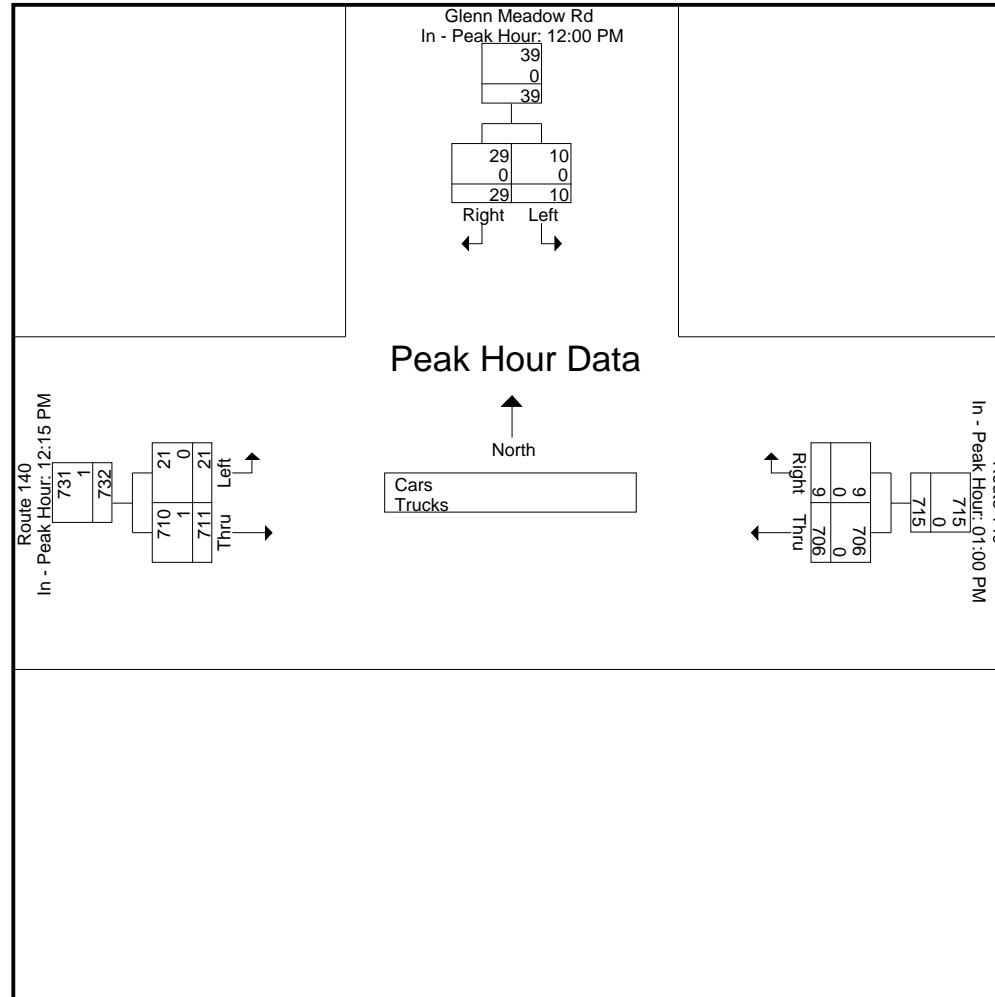 Glenn Meadow Rd
In - Peak Hour: 12:00 PM
39
0
39
29 10
0 0
29 10
Right Left
Peak Hour Data
North
Cars
Trucks
Route 140
In - Peak Hour: 12:15 PM
731
1
732
21 0 21
Left
710 1 711
Thru
In - Peak Hour: 01:00 PM
715
0
715
Right
9 0 9
Thru
706 0 706